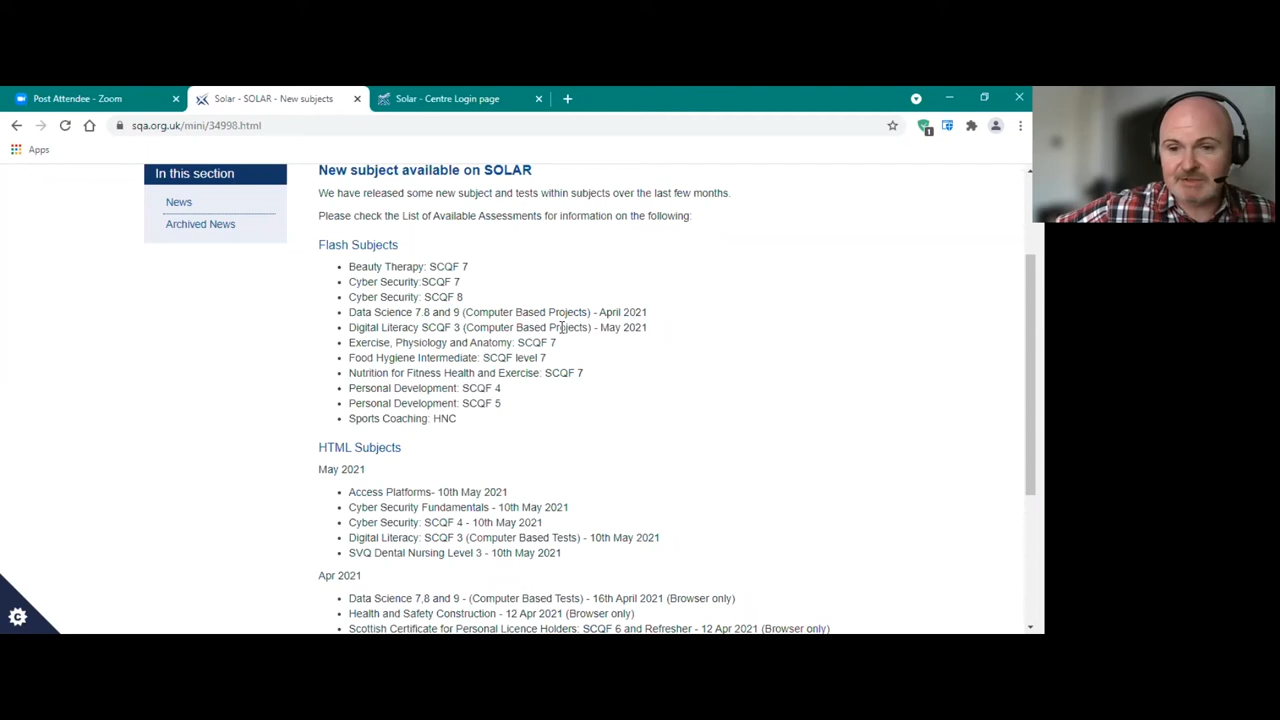 Post Attendee - Zoom
Solar - SOLAR - New subjects
Solar - Centre Login page
sqa.org.uk/mini/34998.html
1
Apps
In this section
News
Archived News
New subject available on SOLAR
We have released some new subject and tests within subjects over the last few months.
Please check the List of Available Assessments for information on the following:
Flash Subjects
Beauty Therapy: SCQF 7
Cyber Security:SCQF 7
Cyber Security: SCQF 8
Data Science 7.8 and 9 (Computer Based Projects) - April 2021
Digital Literacy SCQF 3 (Computer Based Projects) - May 2021
Exercise, Physiology and Anatomy: SCQF 7
Food Hygiene Intermediate: SCQF level 7
Nutrition for Fitness Health and Exercise: SCQF 7
Personal Development: SCQF 4
Personal Development: SCQF 5
Sports Coaching: HNC
HTML Subjects
May 2021
Access Platforms- 10th May 2021
Cyber Security Fundamentals - 10th May 2021
Cyber Security: SCQF 4 - 10th May 2021
Digital Literacy: SCQF 3 (Computer Based Tests) - 10th May 2021
SVQ Dental Nursing Level 3 - 10th May 2021
Apr 2021
Data Science 7,8 and 9 - (Computer Based Tests) - 16th April 2021 (Browser only)
Health and Safety Construction - 12 Apr 2021 (Browser only)
Scottish Certificate for Personal Licence Holders: SCQF 6 and Refresher - 12 Apr 2021 (Browser only)